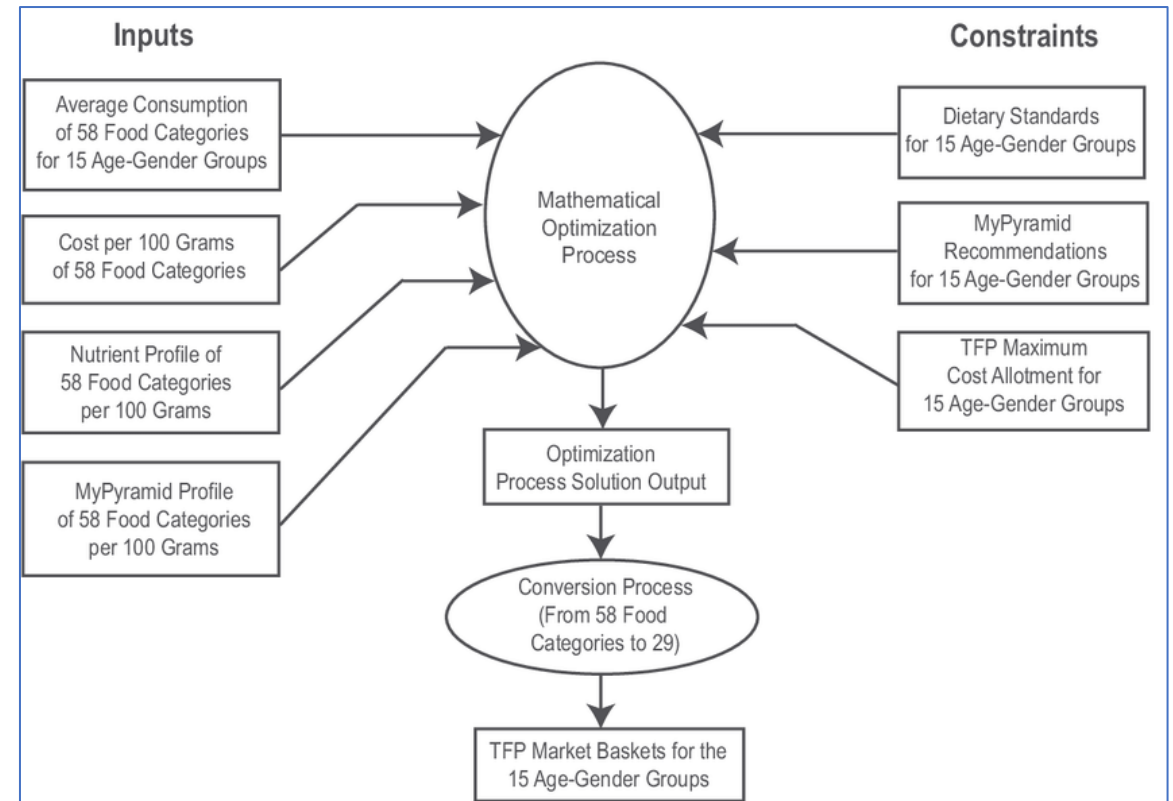 Inputs
Average Consumption
of 58 Food Categories
for 15 Age-Gender Groups
Cost per 100 Grams
of 58 Food Categories
Nutrient Profile of
58 Food Categories
per 100 Grams
MyPyramid Profile
of 58 Food Categories
per 100 Grams
Mathematical
Optimization
Process
Optimization
Process Solution Output
Conversion Process
(From 58 Food
Categories to 29)
TFP Market Baskets for the
15 Age-Gender Groups
Constraints
Dietary Standards
for 15 Age-Gender Groups
MyPyramid
Recommendations
for 15 Age-Gender Groups
TFP Maximum
Cost Allotment for
15 Age-Gender Groups